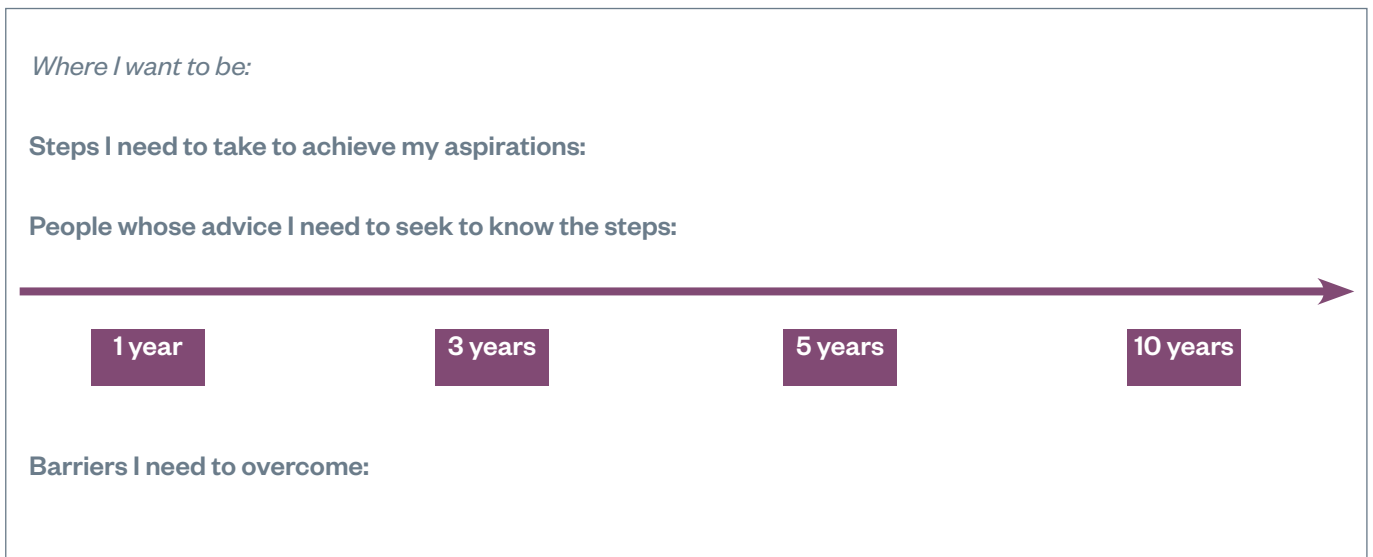 Where I want to be:
Steps I need to take to achieve my aspirations:
People whose advice I need to seek to know the steps:
1 year
3 years
5 years
10 years
Barriers I need to overcome: